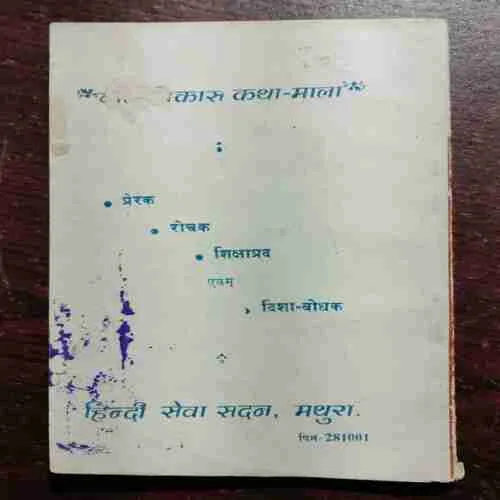 कथा-माला
प्रेरक
रोचक
शिक्षाप्रद
एवम्
दिशा-बोधक
हिन्दी सेवा सदन, मथुरा.
पिन-281001